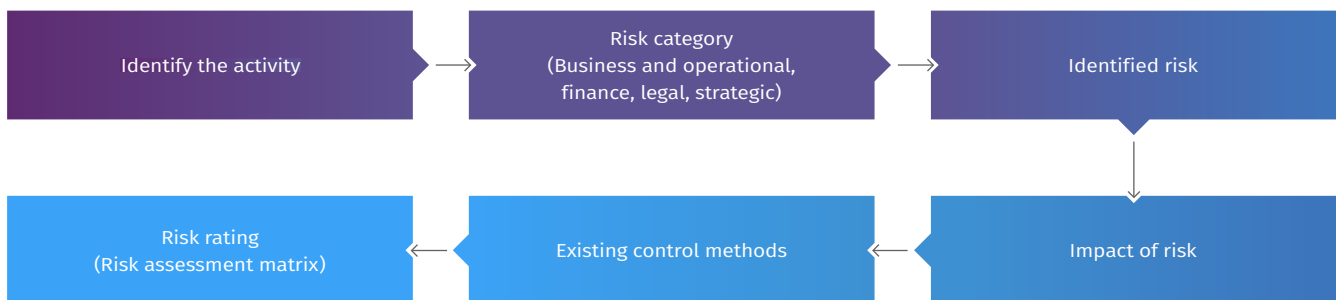 Identify the activity
Risk category
(Business and operational,
finance, legal, strategic)
Identified risk
Impact of risk
Existing control methods
Risk rating
(Risk assessment matrix)